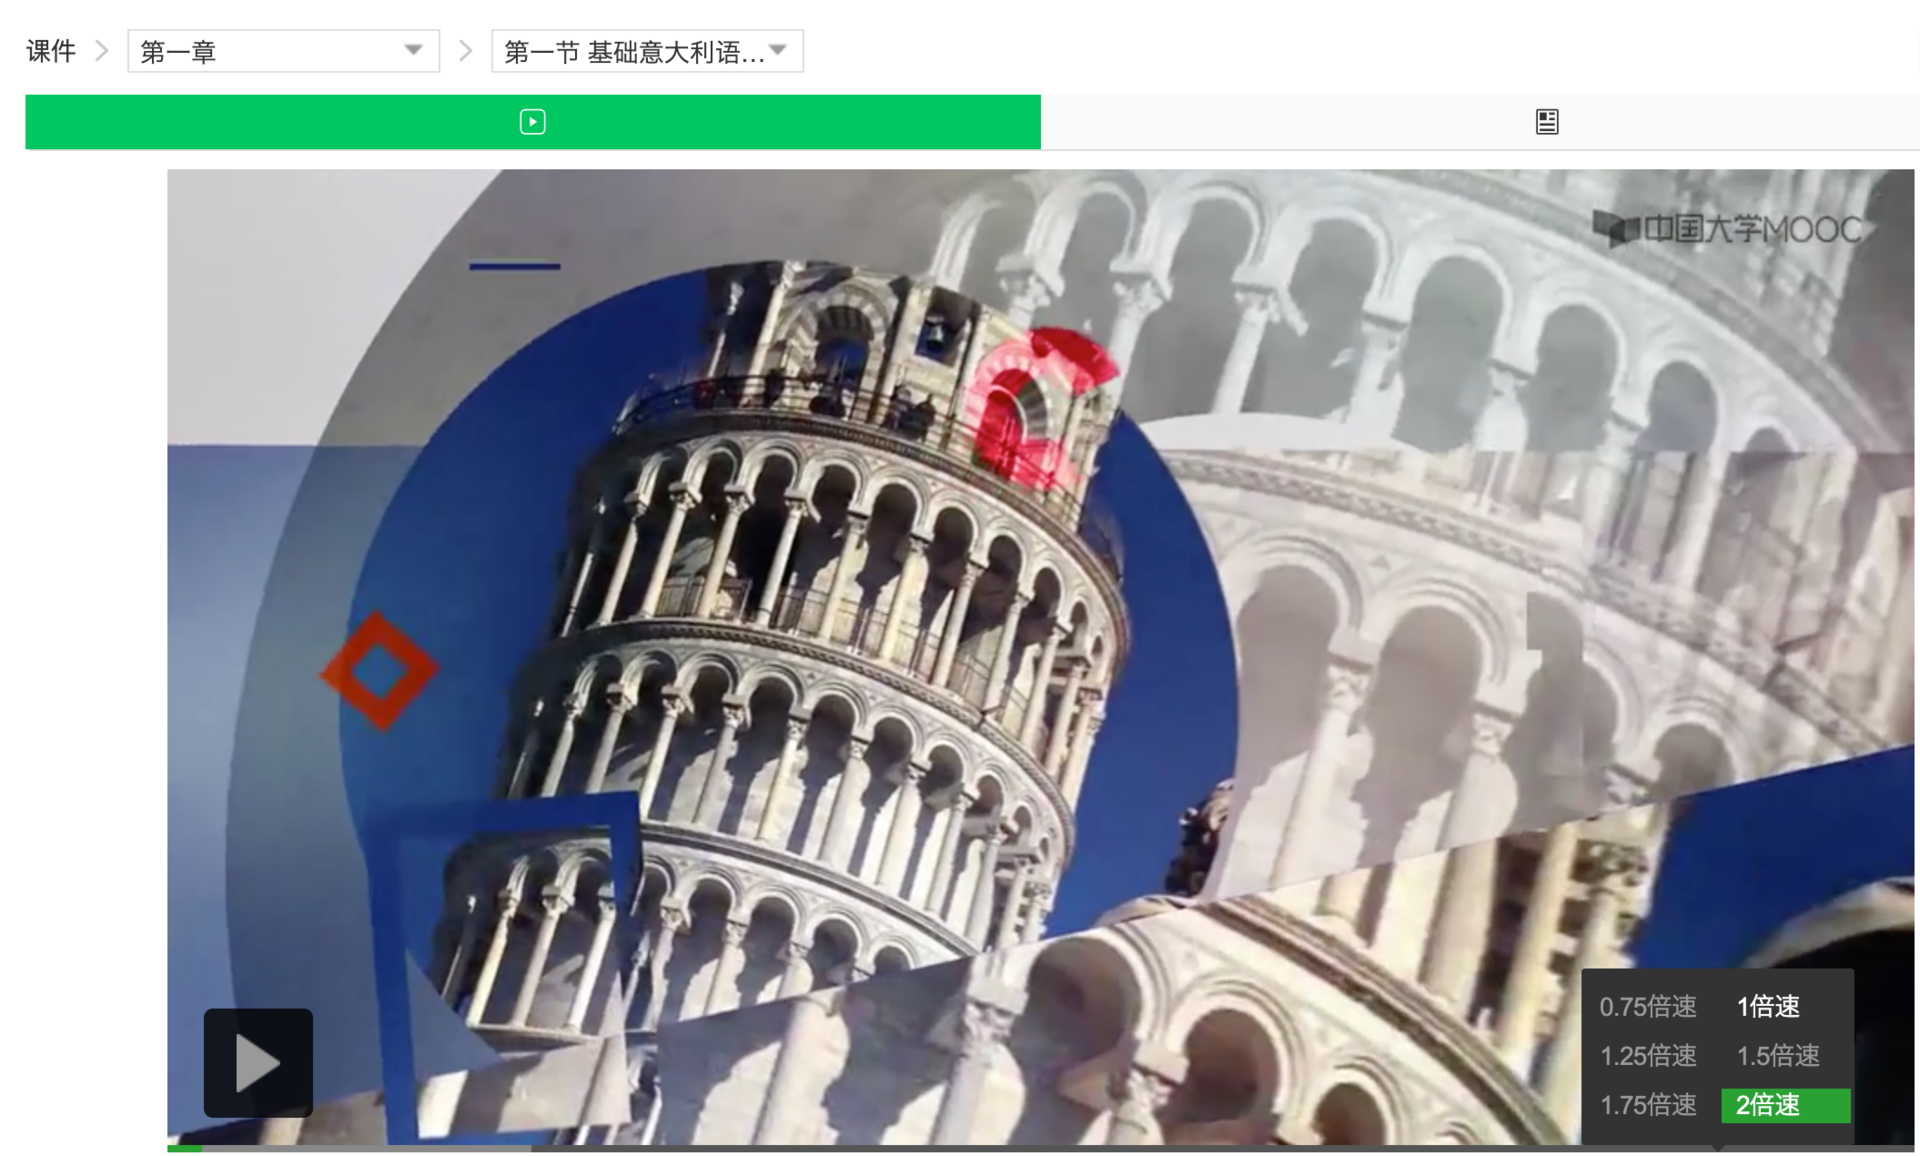 课件
第一章
第一节 基础意大利语...
中国大学MOOC
0.75倍速 1倍速
1.25倍速 1.5倍速
1.75倍速 2倍速